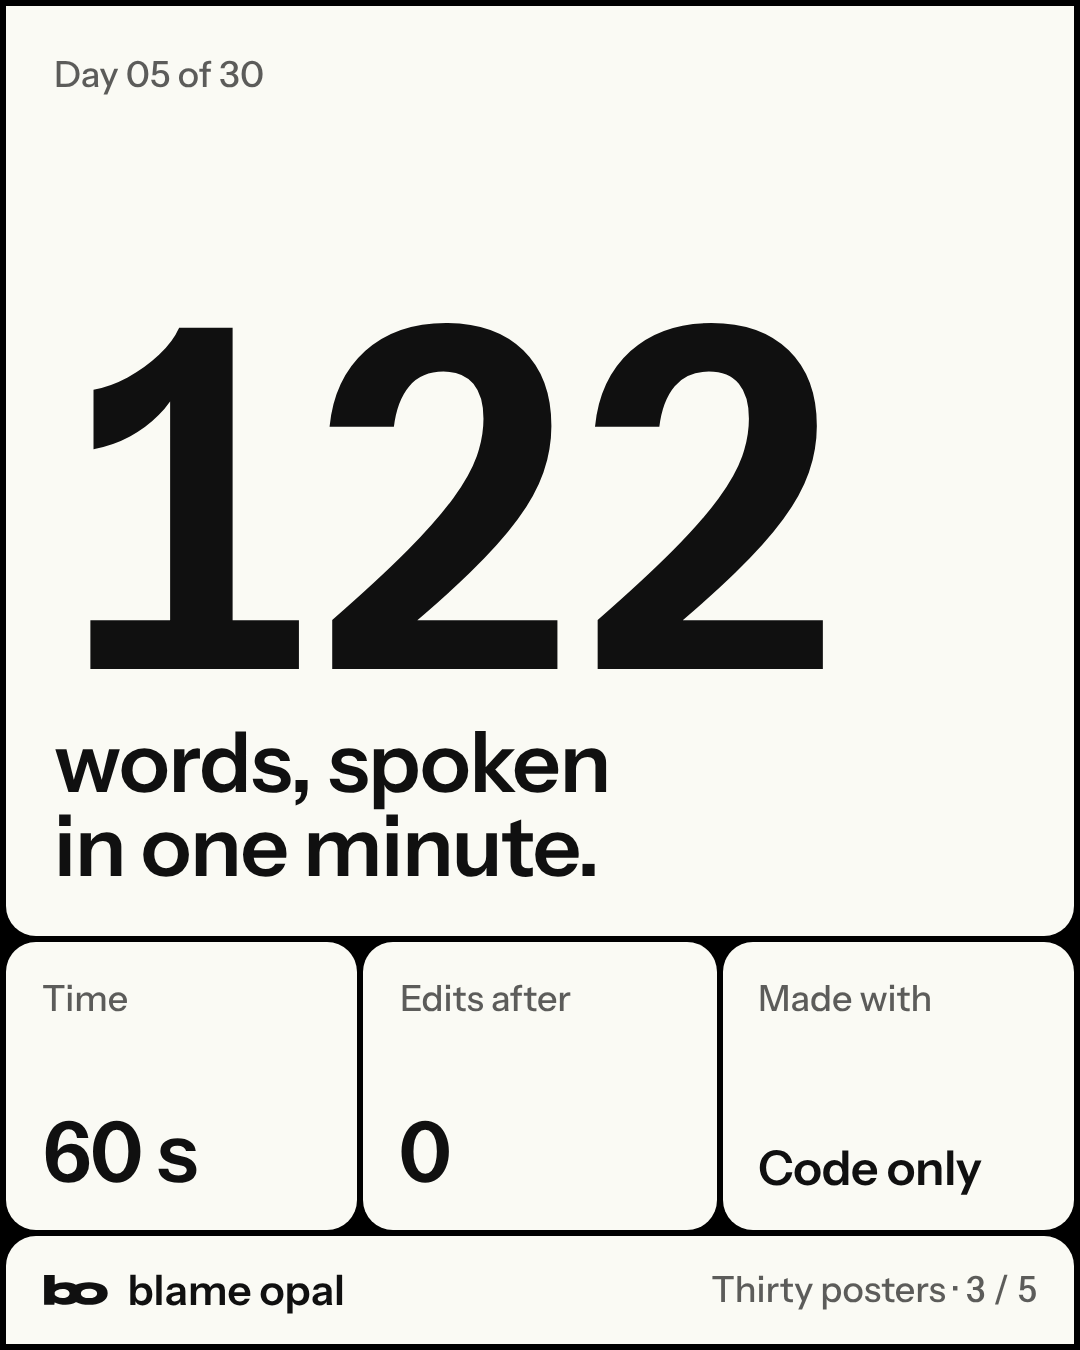 Day 05 of 30
122
words, spoken
in one minute.
Time
60 s
Edits after
0
Made with
Code only
bo blame opal
Thirty posters · 3 / 5